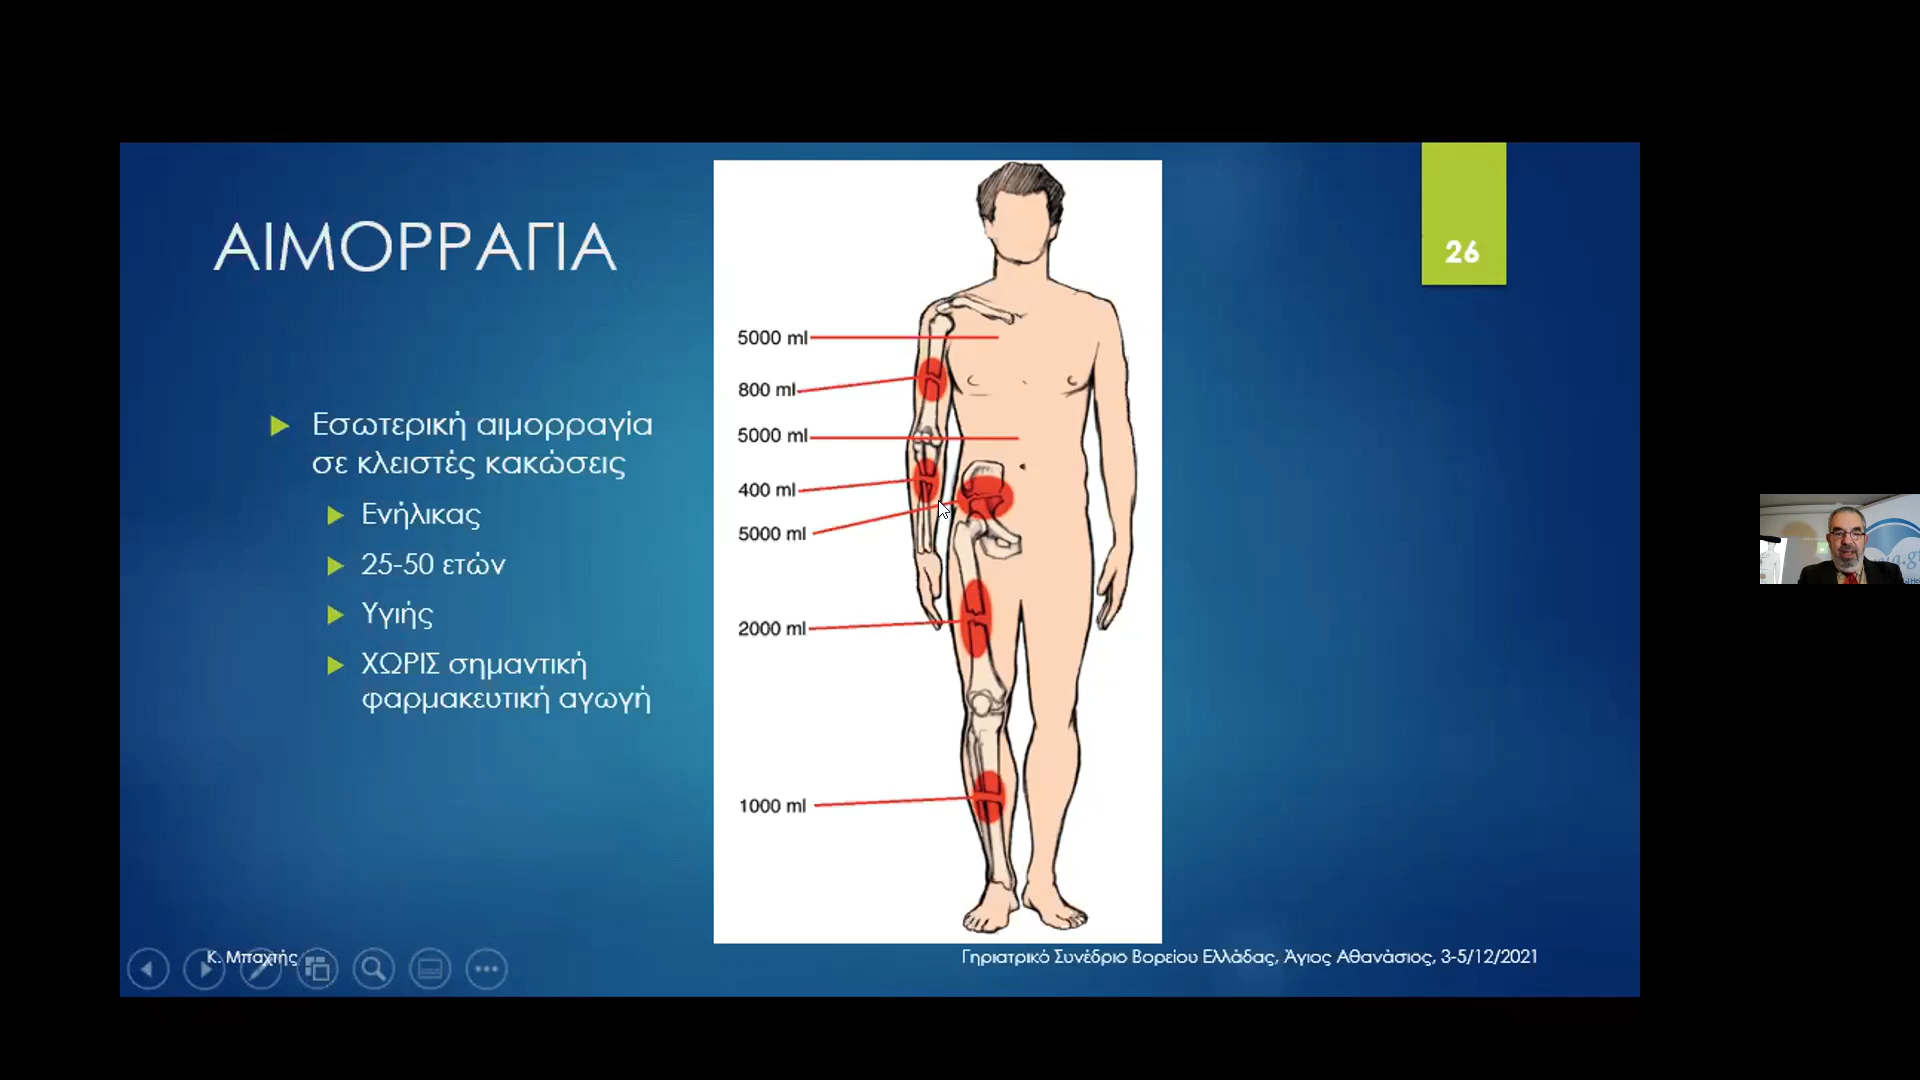 ΑΙΜΟΡΡΑΓΙΑ
26
Εσωτερική αιμορραγία
σε κλειστές κακώσεις
Ενήλικας
25-50 ετών
Υγιής
ΧΩΡΙΣ σημαντική
φαρμακευτική αγωγή
5000 ml
800 ml
5000 ml
400 ml
5000 ml
2000 ml
1000 ml
Κ. Μπαχτής
Γηριατρικό Συνέδριο Βορείου Ελλάδας, Άγιος Αθανάσιος, 3-5/12/2021